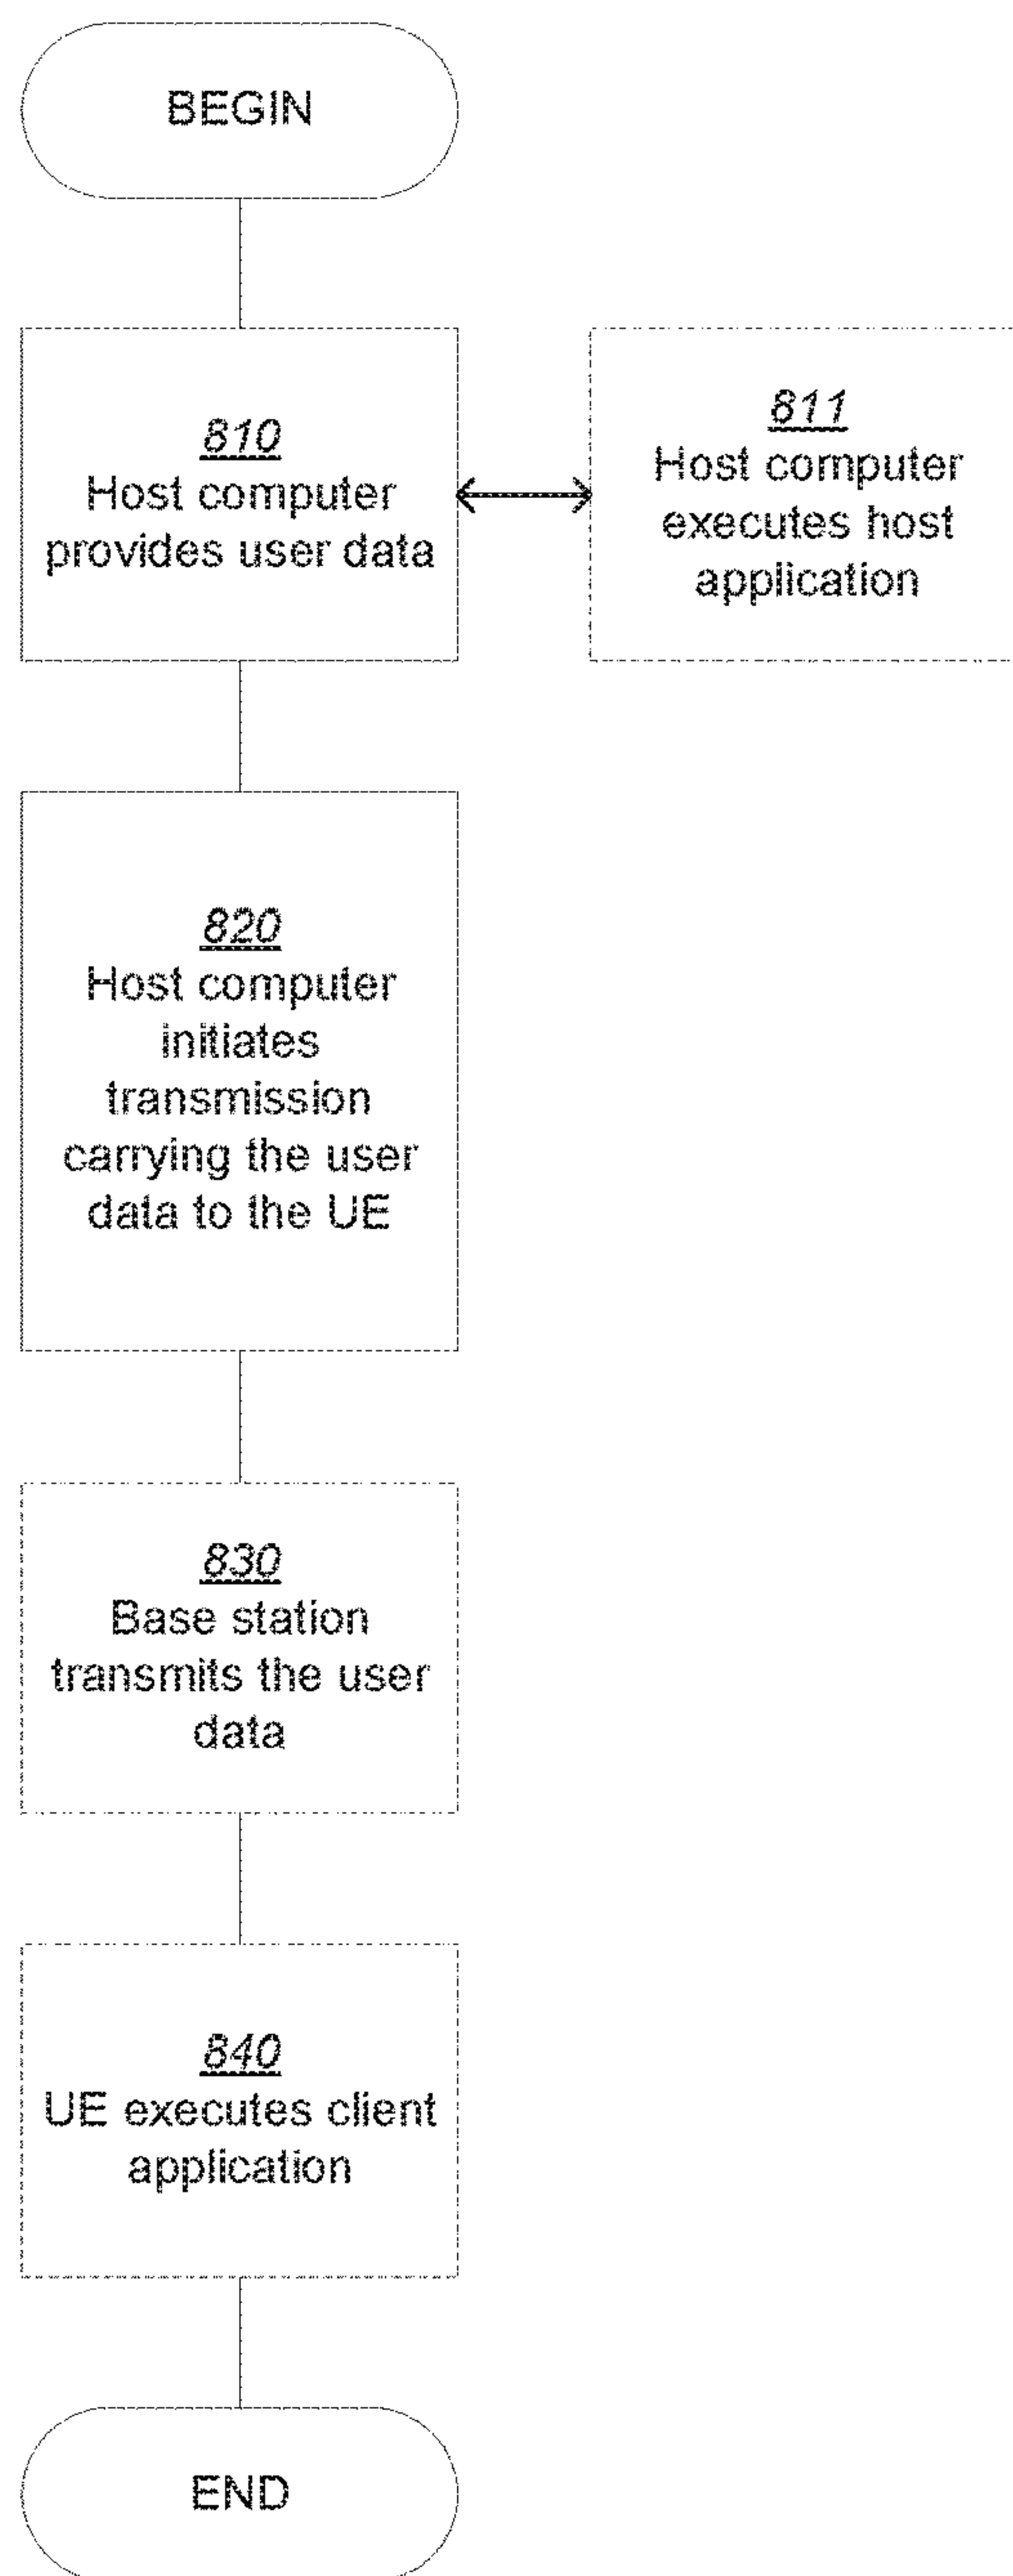 BEGIN
810
Host computer
provides user data
811
Host computer
executes host
application
820
Host computer
initiates
transmission
carrying the user
data to the UE
830
Base station
transmits the user
data
840
UE executes client
application
END